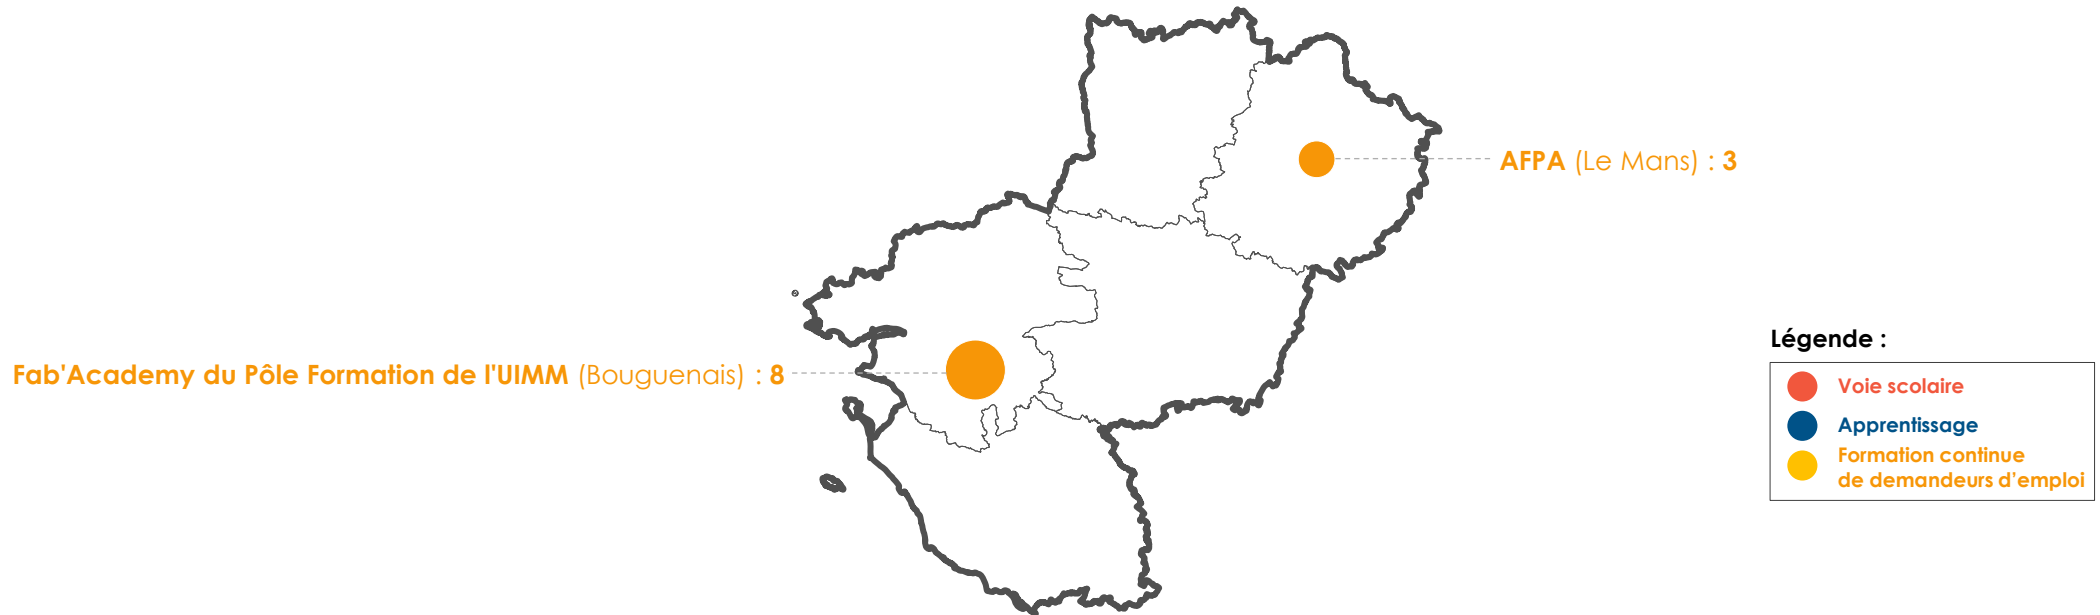 AFPA (Le Mans) : 3
Fab'Academy du Pôle Formation de l'UIMM (Bouguenais) : 8
Légende :
Voie scolaire
Apprentissage
Formation continue
de demandeurs d'emploi